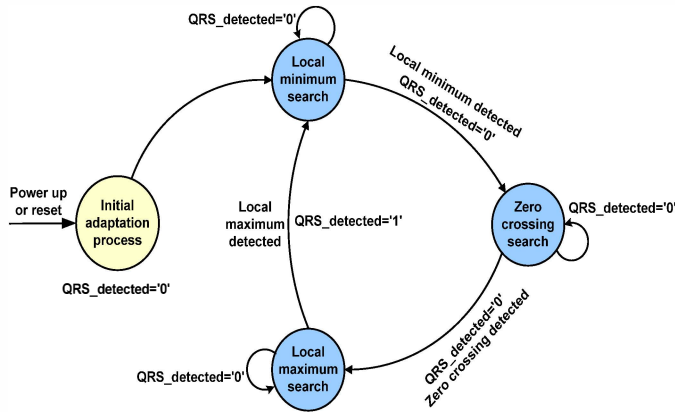 QRS_detected='0'
Local
minimum
search
Local minimum detected
QRS_detected='0'
Power up
or reset
Initial
adaptation
process
QRS_detected='0'
Local
maximum
detected
QRS_detected='1'
Zero
crossing
search
QRS_detected='0'
QRS_detected='0'
Zero crossing detected
QRS_detected='0'
Local
maximum
search